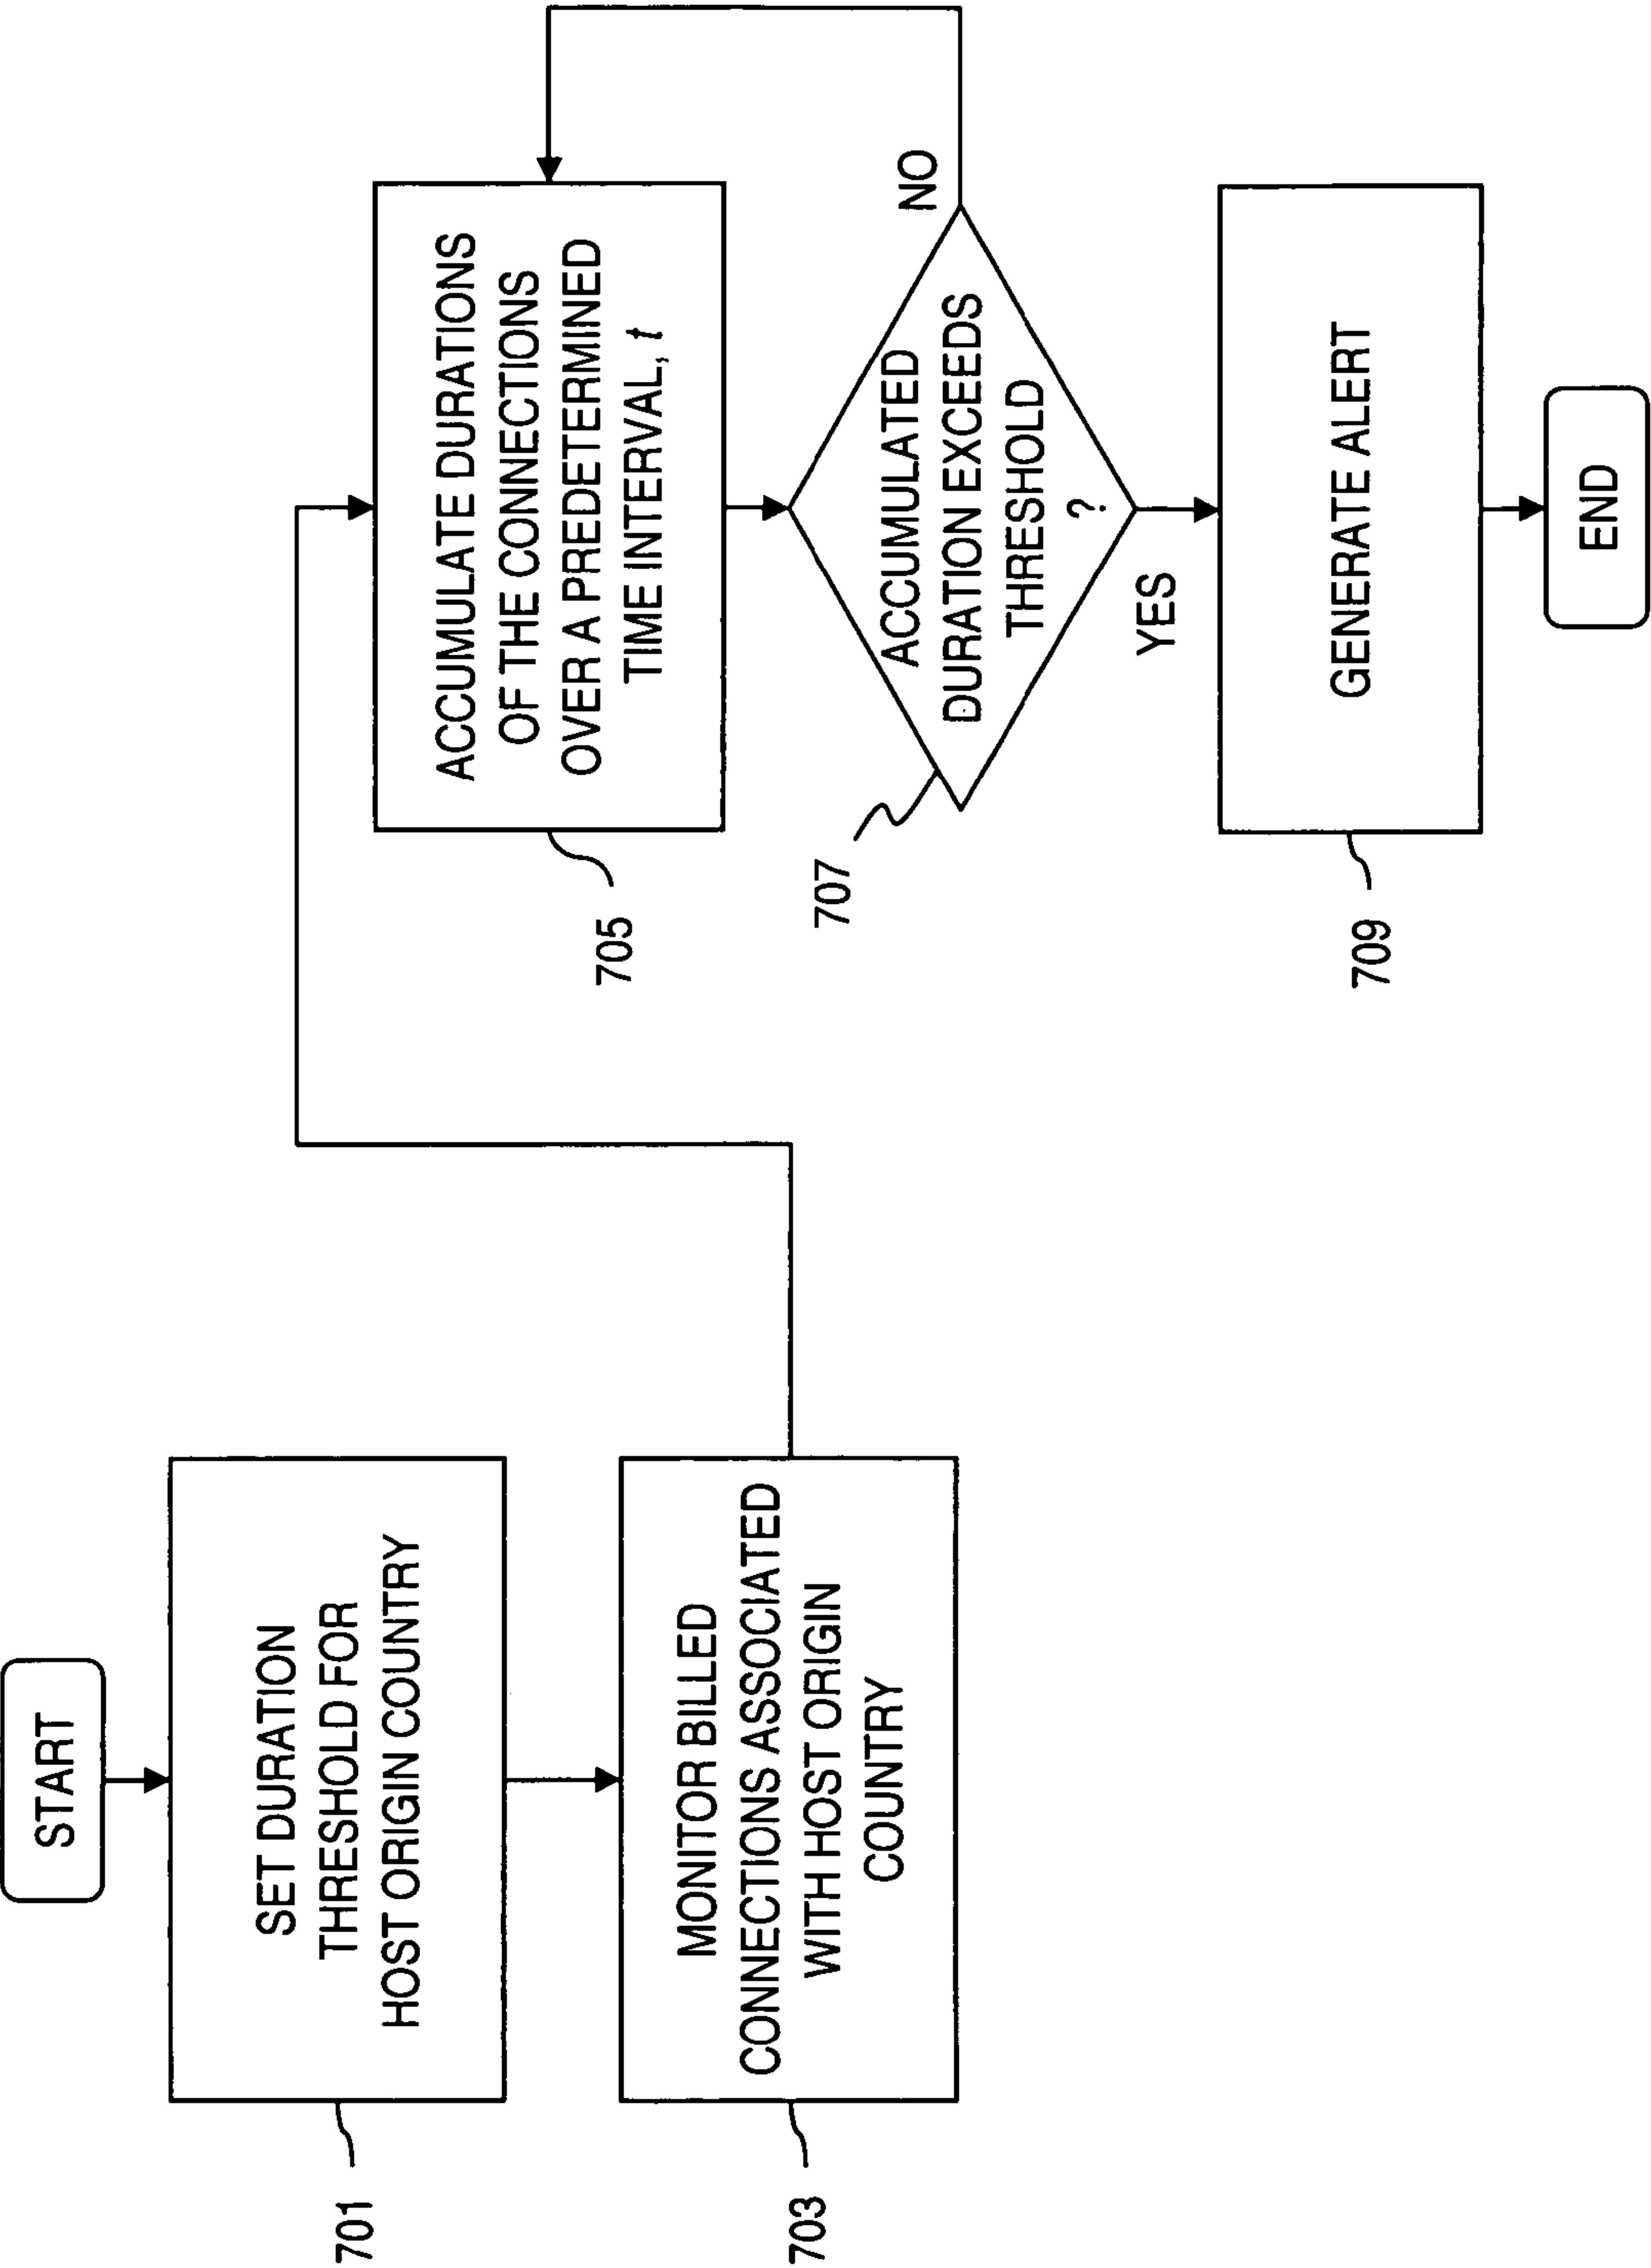 START
SET DURATION
THRESHOLD FOR
HOST ORIGIN COUNTRY
701
MONITOR BILLED
CONNECTIONS ASSOCIATED
WITH HOST ORIGIN
COUNTRY
703
ACCUMULATE DURATIONS
OF THE CONNECTIONS
OVER A PREDETERMINED
TIME INTERVAL, t
705
ACCUMULATED
DURATION EXCEEDS
THRESHOLD
?
707
NO
YES
GENERATE ALERT
709
END